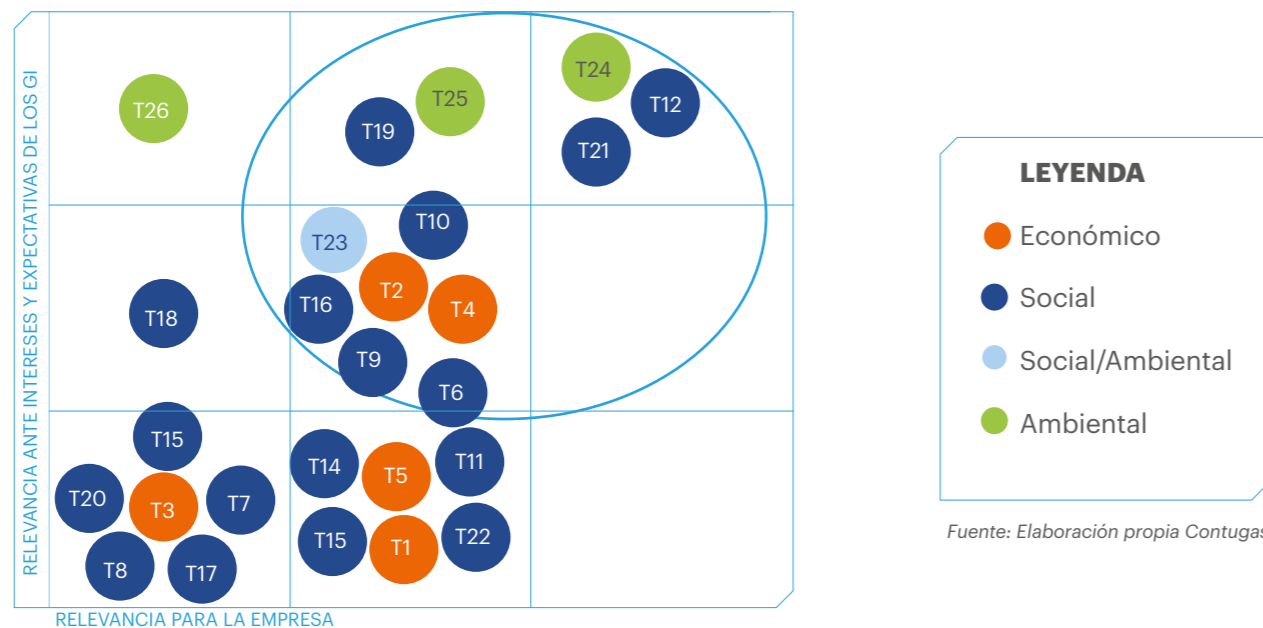 RELEVANCIA ANTE INTERESES Y EXPECTATIVAS DE LOS GI
T26
T19
T25
T24
T12
T21
T10
T23
T2
T16
T4
T18
T9
T6
T15
T14
T5
T11
T20
T3
T7
T15
T1
T22
T8
T17
RELEVANCIA PARA LA EMPRESA
LEYENDA
Económico
Social
Social/Ambiental
Ambiental
Fuente: Elaboración propia Contugas